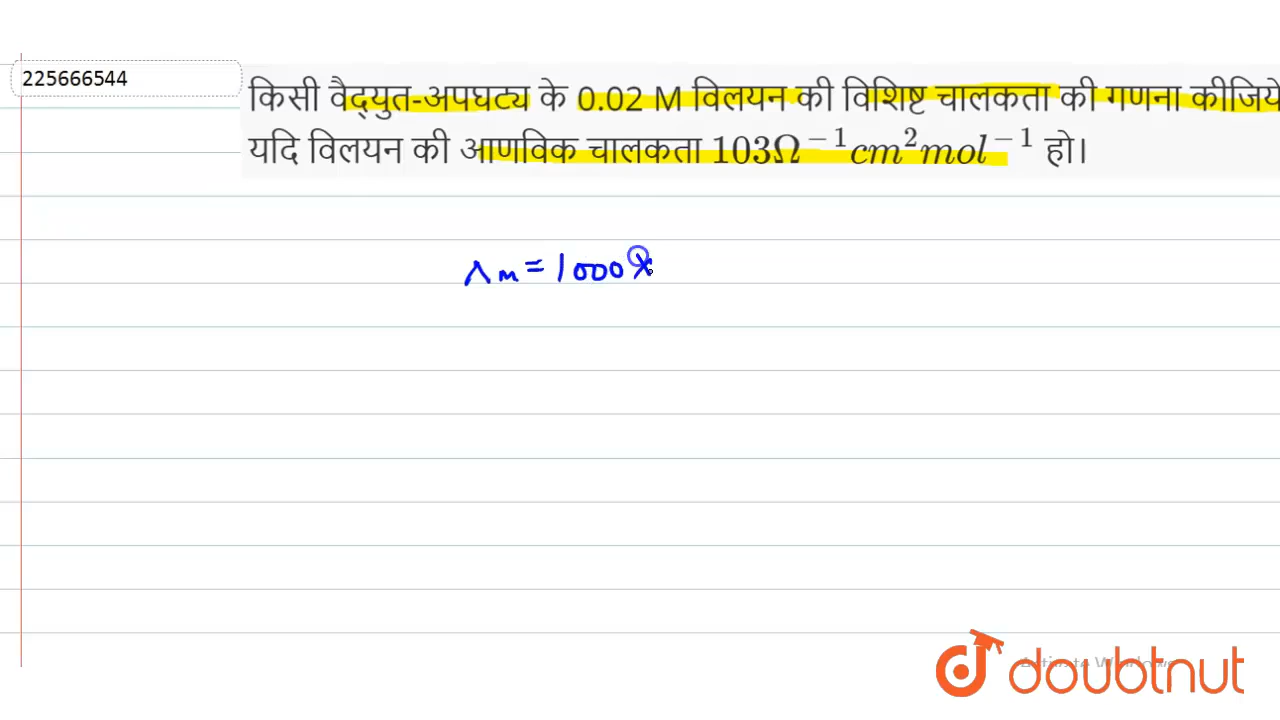 225666544
किसी वैद्युत-अपघट्य के 0.02 M विलयन की विशिष्ट चालकता की गणना कीजिये
यदि विलयन की आणविक चालकता 103Ω⁻¹cm²mol⁻¹ हो।
Λm = 1000 ×
doubtnut